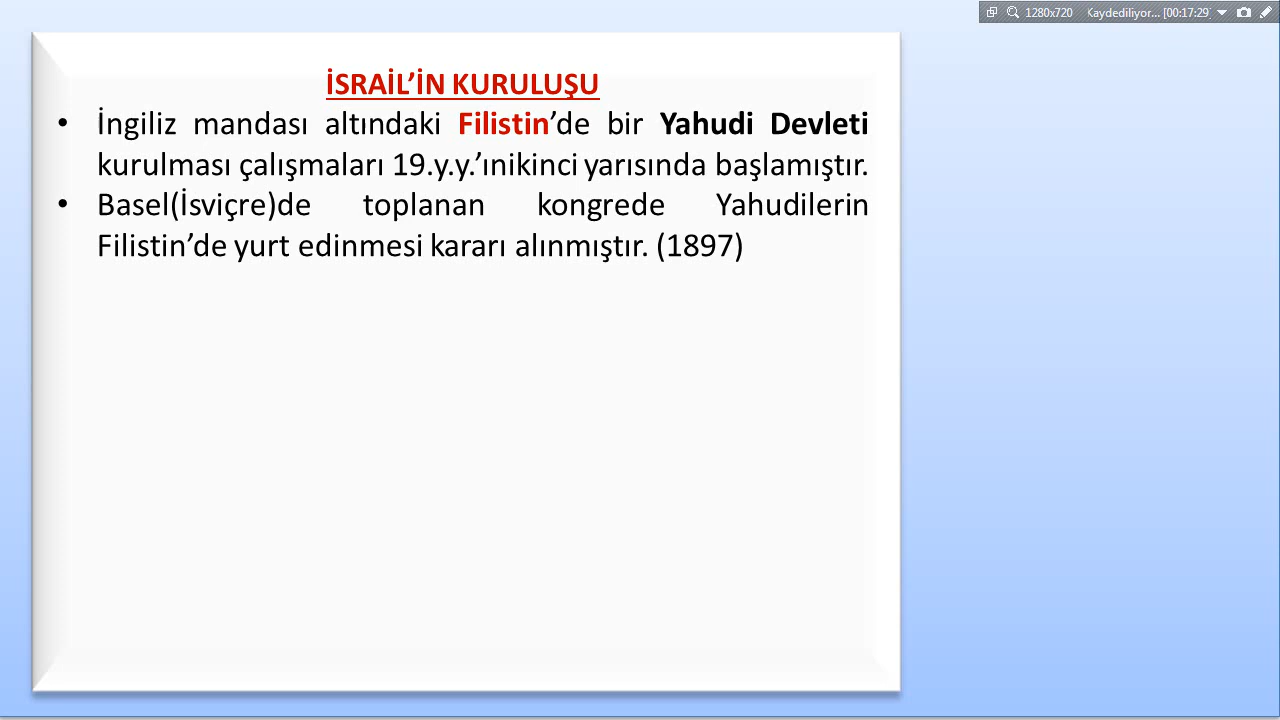 1280x720 Kaydediliyor... [00:17:29]
İSRAİL’İN KURULUŞU
• İngiliz mandası altındaki Filistin’de bir Yahudi Devleti
kurulması çalışmaları 19.y.y.’ınikinci yarısında başlamıştır.
• Basel(İsviçre)de toplanan kongrede Yahudilerin
Filistin’de yurt edinmesi kararı alınmıştır. (1897)